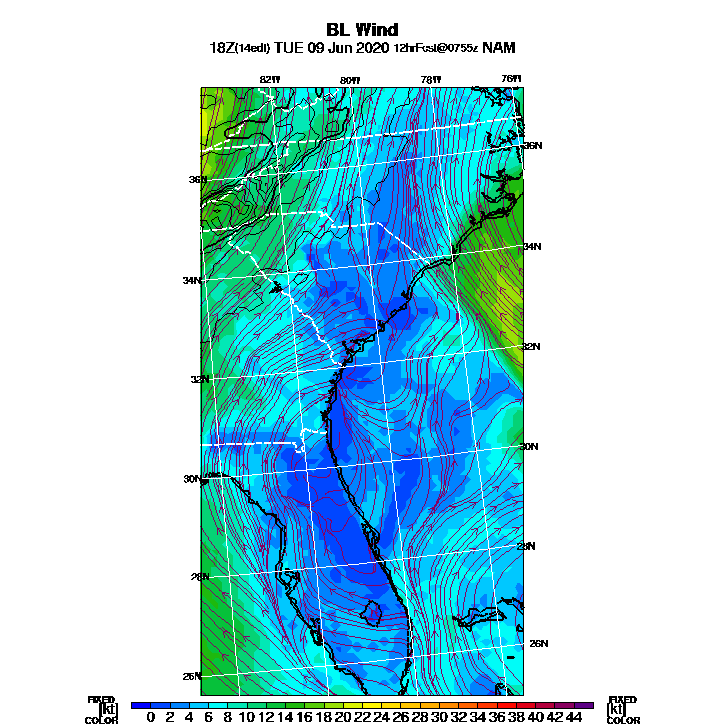 BL Wind
18Z(14edt) TUE 09 Jun 2020 12hrFcst@0755z NAM
82W 80W 78W 76W
36N
36N
34N
34N
32N
32N
30N
30N
28N
28N
26N
26N
FIXED FIXED
[kt] 0 2 4 6 8 10 12 14 16 18 20 22 24 26 28 30 32 34 36 38 40 42 44 [kt]
COLOR COLOR